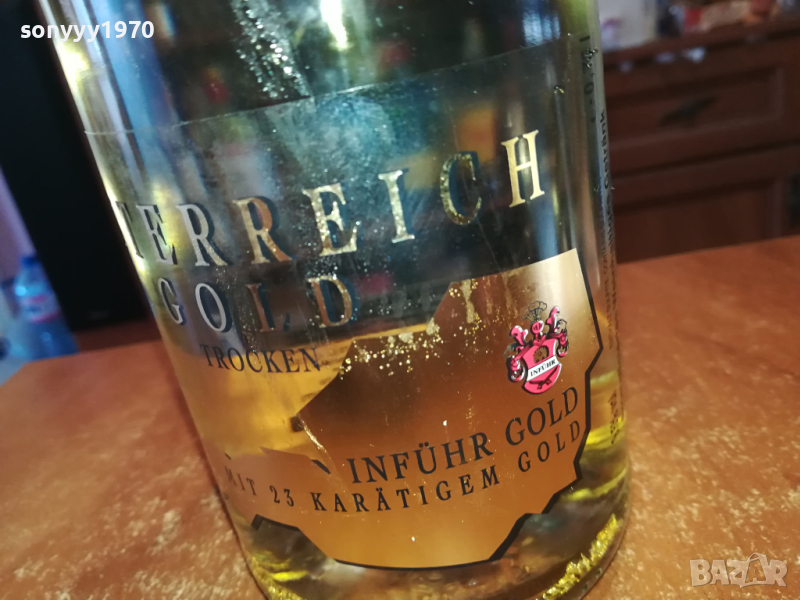 sonyyy1970
TERREICH
GOLD
TROCKEN
INFÜHR
INFÜHR GOLD
MIT 23 KARÄTIGEM GOLD
BAZAR